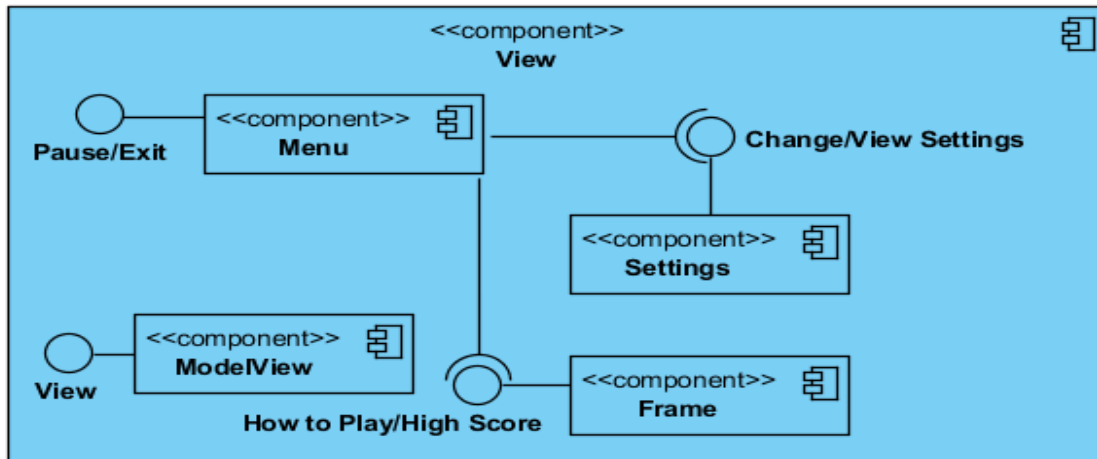 <<component>>
View
<<component>>
Menu
Pause/Exit
Change/View Settings
<<component>>
Settings
<<component>>
ModelView
View
<<component>>
Frame
How to Play/High Score